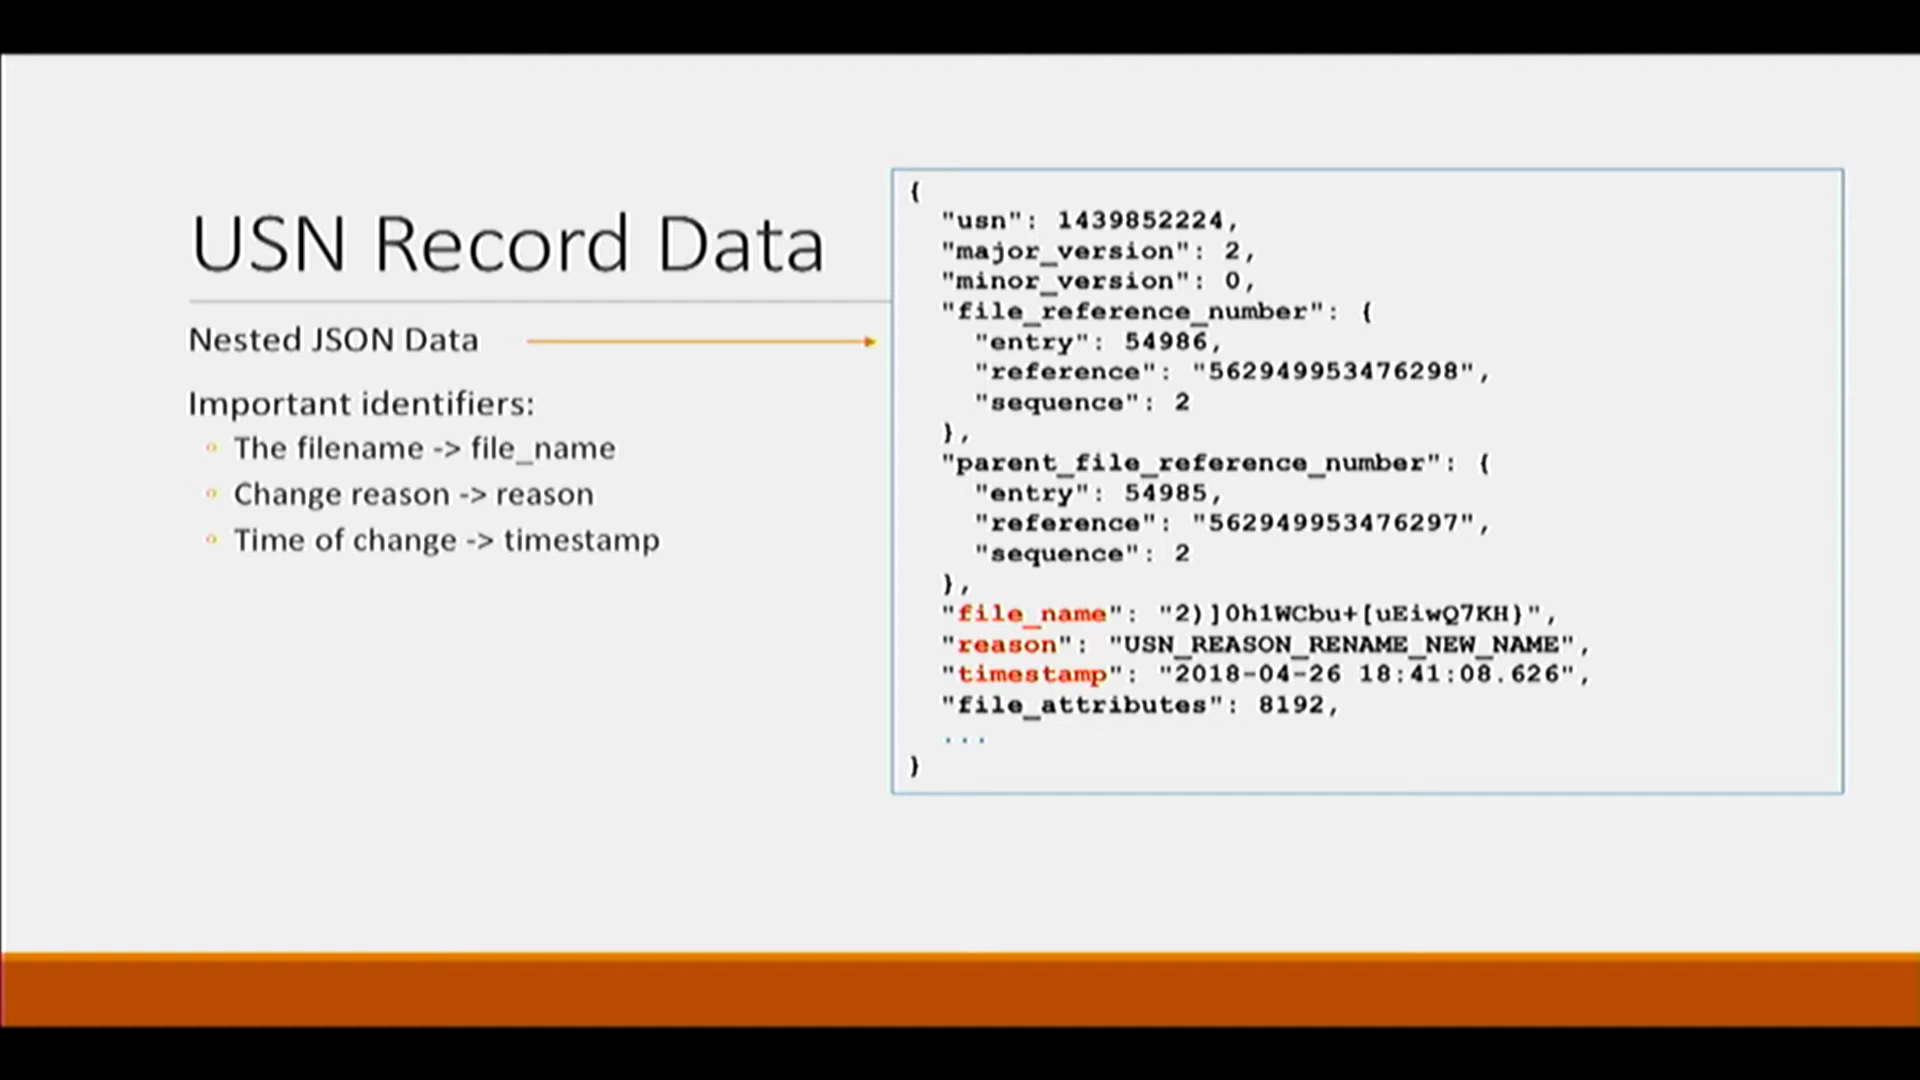 USN Record Data
Nested JSON Data
Important identifiers:
The filename -> file_name
Change reason -> reason
Time of change -> timestamp
{
"usn": 1439852224,
"major_version": 2,
"minor_version": 0,
"file_reference_number": {
"entry": 54986,
"reference": "562949953476298",
"sequence": 2
},
"parent_file_reference_number": {
"entry": 54985,
"reference": "562949953476297",
"sequence": 2
},
"file_name": "2)]0h1WCbu+[uEiwQ7KH}",
"reason": "USN_REASON_RENAME_NEW_NAME",
"timestamp": "2018-04-26 18:41:08.626",
"file_attributes": 8192,
...
}